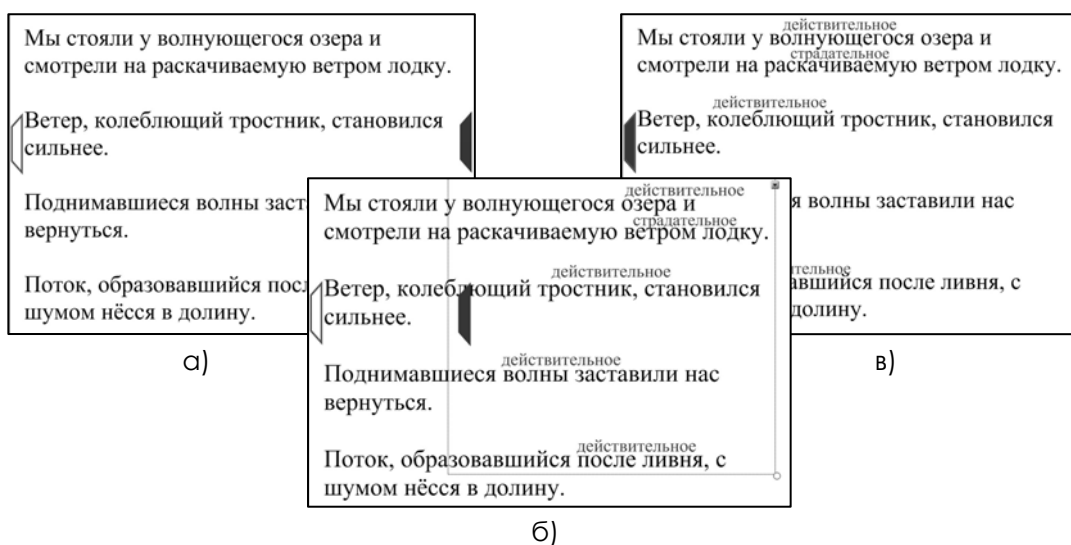 Мы стояли у волнующегося озера и
смотрели на раскачиваемую ветром лодку.
Ветер, колеблющий тростник, становился
сильнее.
Поднимавшиеся волны
вернуться.
Поток, образовавшийся
шумом нёсся в долину.
а)
действительное
Мы стояли у волнующегося озера и
страдательное
смотрели на раскачиваемую ветром лодку.
действительное
Ветер, колеблющий тростник, становился
сильнее.
действительное
Поднимавшиеся волны заставили нас
вернуться.
действительное
Поток, образовавшийся после ливня, с
шумом нёсся в долину.
б)
действительное
Мы стояли у волнующегося озера и
страдательное
смотрели на раскачиваемую ветром лодку.
действительное
Ветер, колеблющий тростник, становился
сильнее.
я волны заставили нас
после ливня, с
долину.
в)